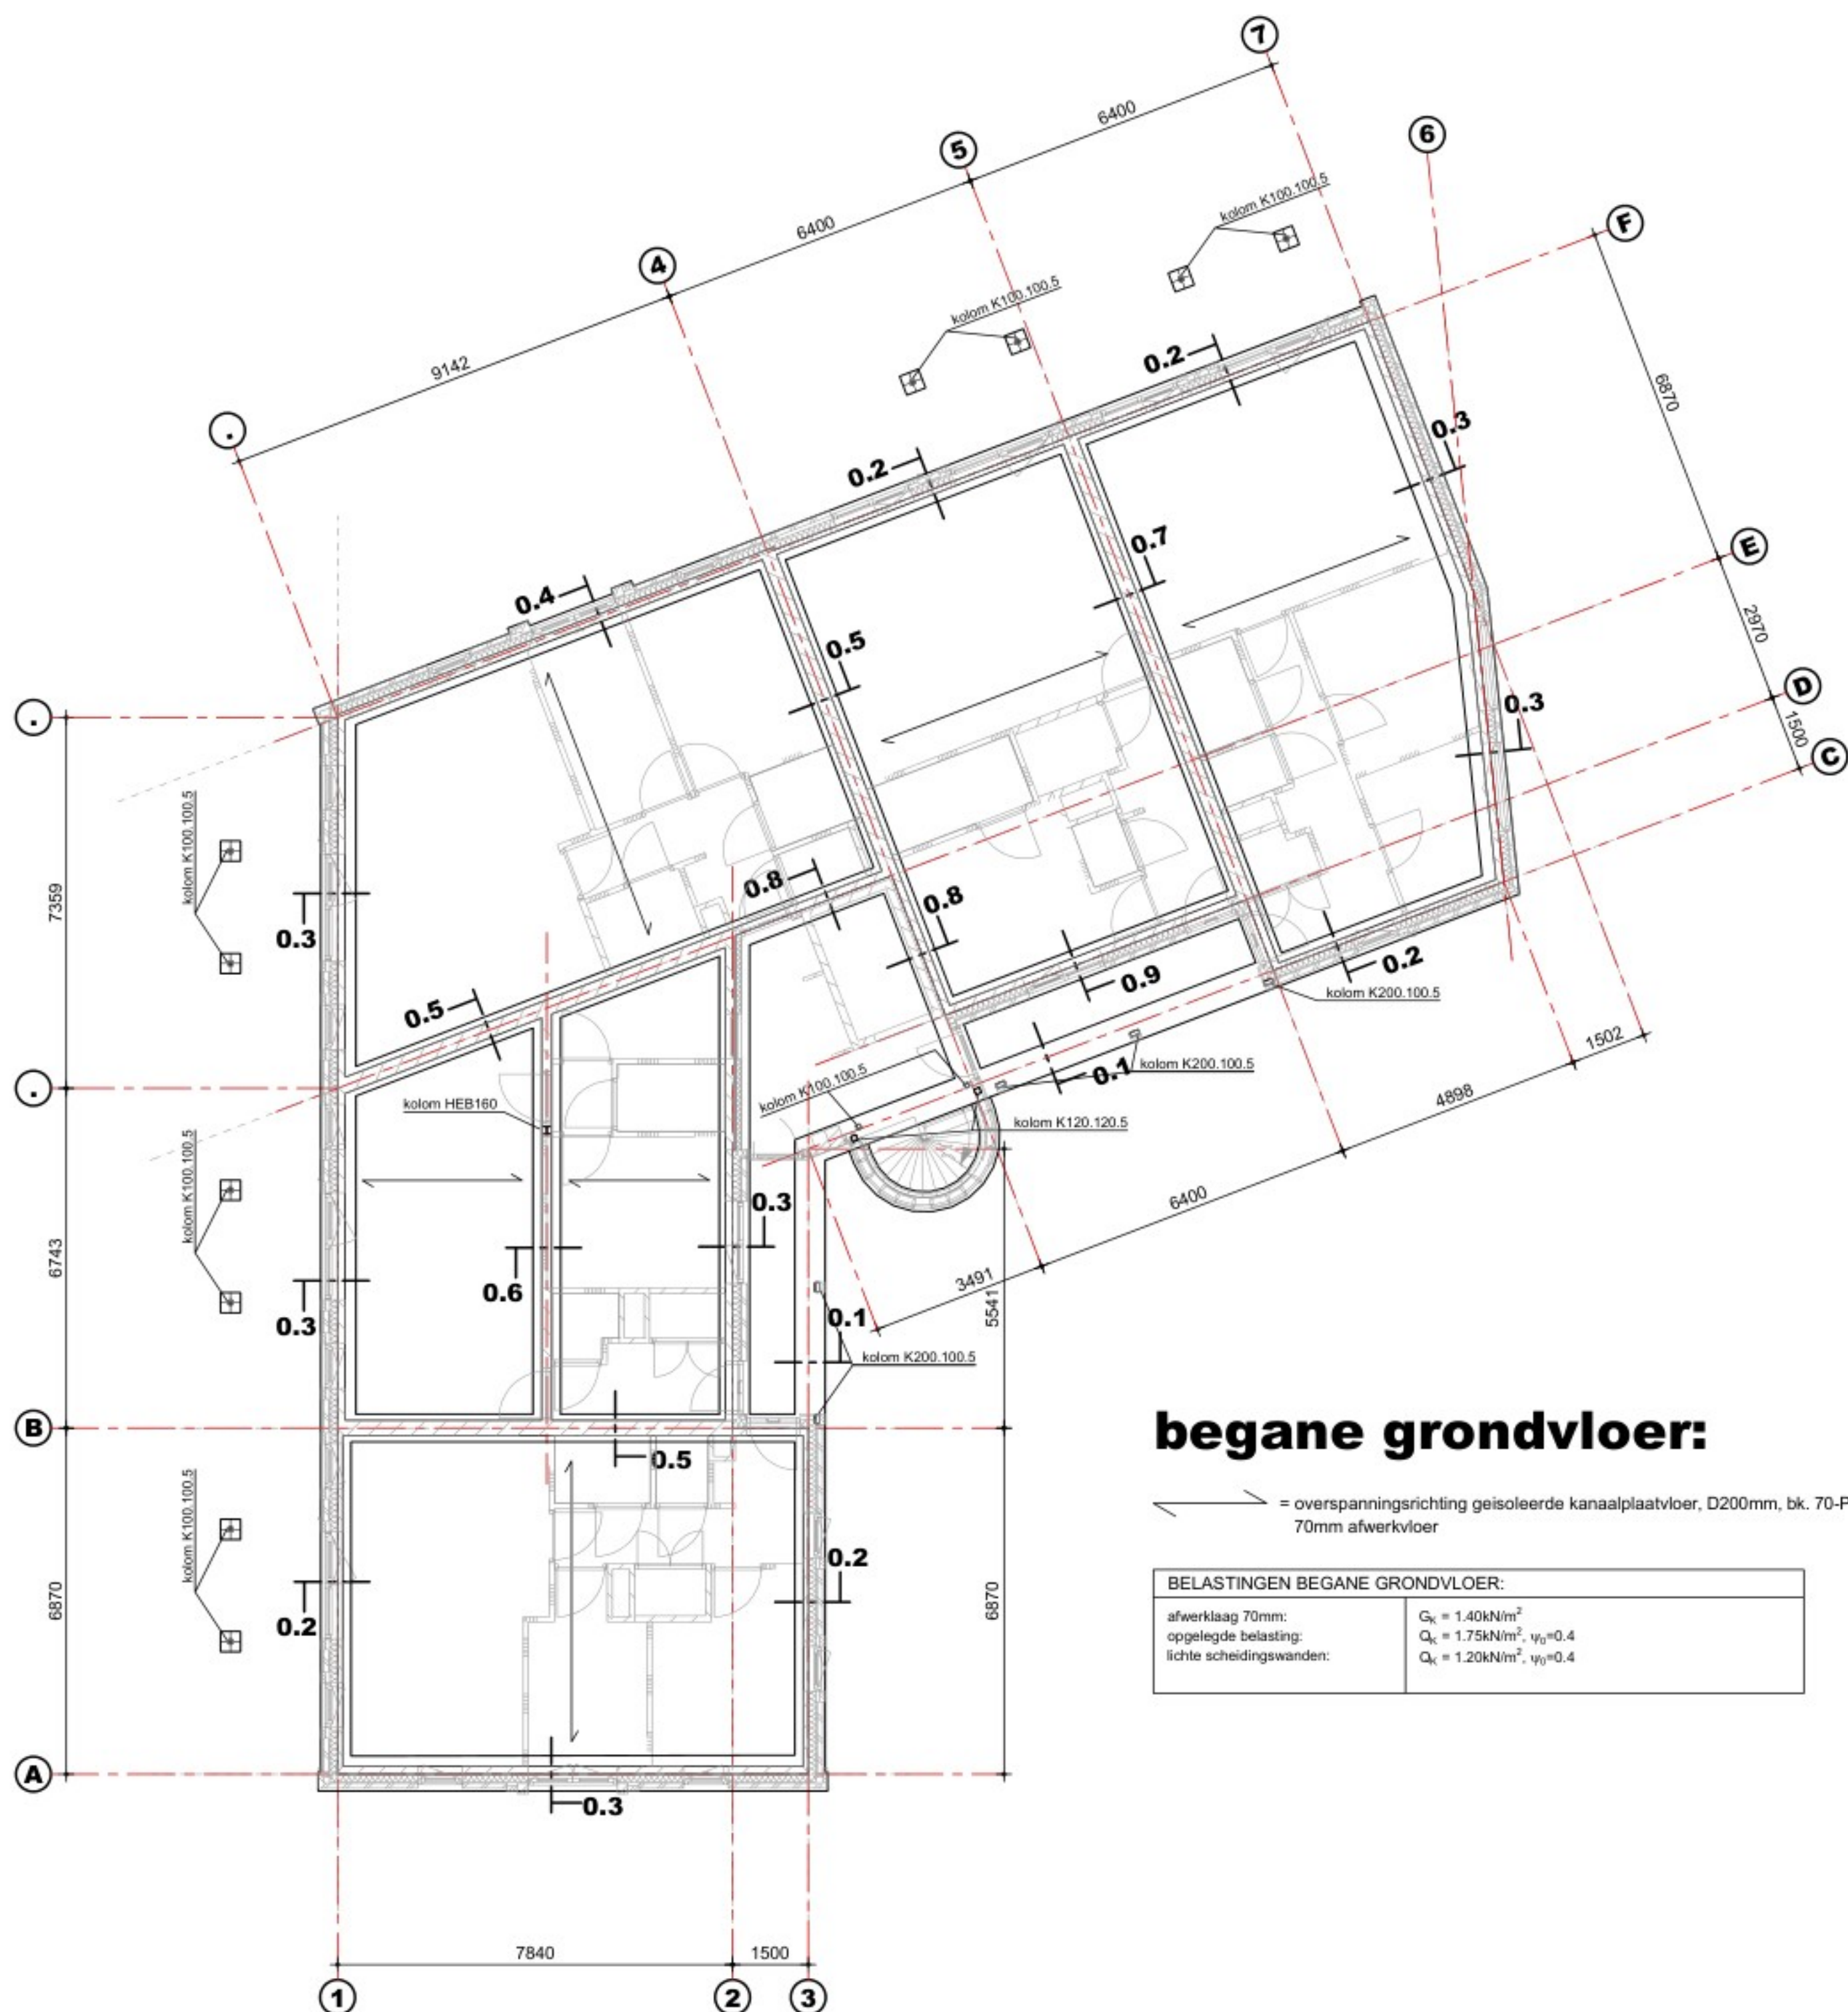 7
6400
6
5
6400
kolom K100.100.5
F
4
kolom K100.100.5
9142
0.2
6870
.
0.2
0.3
0.7
E
0.4
2970
0.5
D
0.3
1500
.
C
kolom K100.100.5
0.8
0.8
7359
0.3
0.2
0.9
kolom K200.100.5
0.5
1502
kolom K200.100.5
0.1
.
kolom K100.100.5
4898
kolom HEB160
kolom K120.120.5
kolom K100.100.5
6400
0.3
6743
0.6
3491
5541
0.3
0.1
kolom K200.100.5
B
0.5
begane grondvloer:
kolom K100.100.5
= overspanningsrichting geisoleerde kanaalplaatvloer, D200mm, bk. 70-P
70mm afwerkvloer
0.2
BELASTINGEN BEGANE GRONDVLOER:
6870
6870
0.2
afwerklaag 70mm: G_K = 1.40kN/m²
opgelegde belasting: Q_K = 1.75kN/m², ψ₀=0.4
lichte scheidingswanden: Q_K = 1.20kN/m², ψ₀=0.4
A
0.3
7840 1500
1 2 3